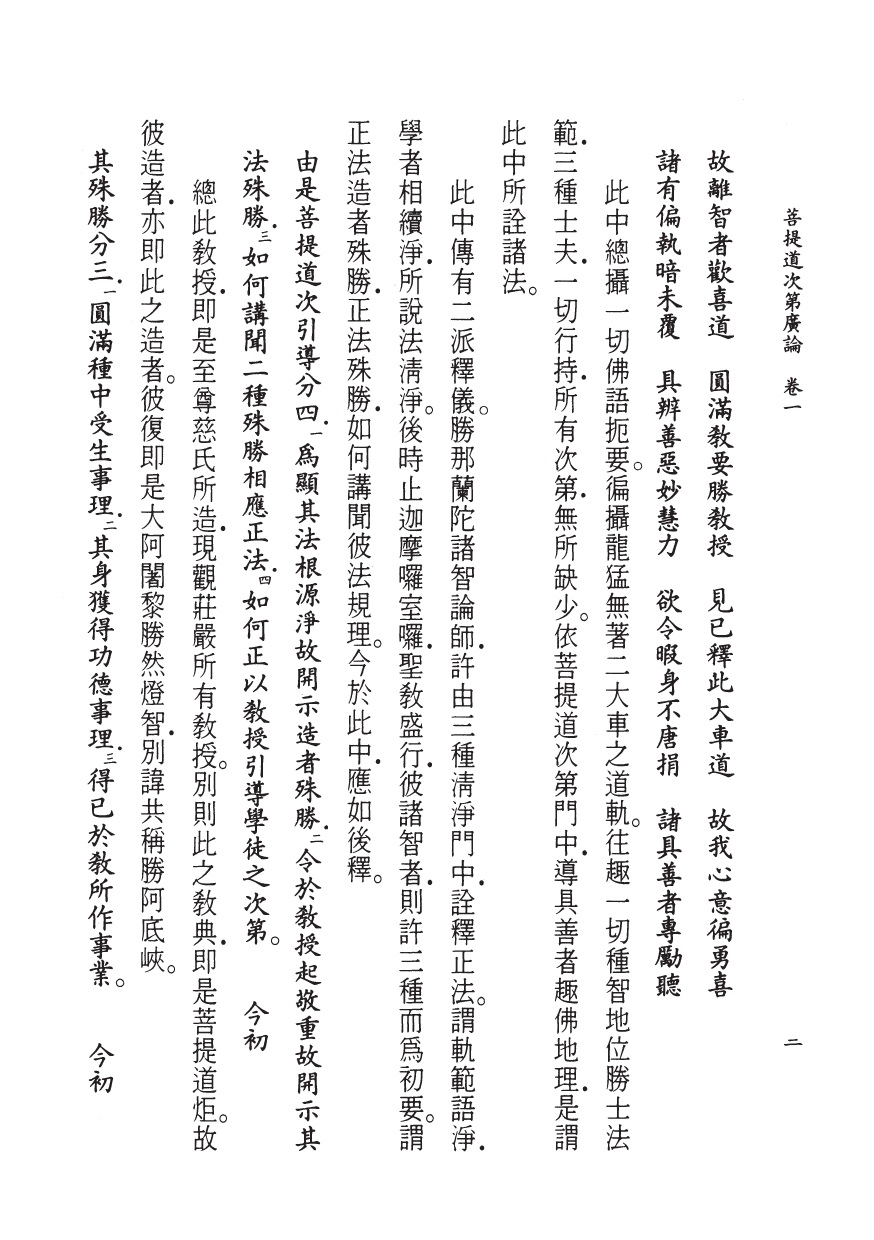 菩提道次第廣論　卷一　二
故離智者歡喜道　圓滿教要勝教授　見已釋此大車道　故我心意徧勇喜
諸有偏執暗未覆　具辨善惡妙慧力　欲令暇身不唐捐　諸具善者專勵聽
此中總攝一切佛語扼要。徧攝龍猛無著二大車之道軌。往趣一切種智地位勝士法
範．三種士夫．一切行持．所有次第．無所缺少。依菩提道次第門中．導具善者趣佛地理．是謂
此中所詮諸法。
此中傳有二派釋儀。勝那蘭陀諸智論師．許由三種清淨門中．詮釋正法。謂軌範語淨．
學者相續淨．所說法清淨。後時止迦摩囉室囉．聖教盛行．彼諸智者．則許三種而爲初要。謂
正法造者殊勝．正法殊勝．如何講聞彼法規理。今於此中．應如後釋。
由是菩提道次引導分四．一爲顯其法根源淨故開示造者殊勝．二令於教授起敬重故開示其
法殊勝．三如何講聞二種殊勝相應正法．四如何正以教授引導學徒之次第。　今初
總此教授．即是至尊慈氏所造．現觀莊嚴所有教授。別則此之教典．即是菩提道炬。故
彼造者．亦即此之造者。彼復即是大阿闍黎勝然燈智．別諱共稱勝阿底峽。
其殊勝分三．一圓滿種中受生事理．二其身獲得功德事理．三得已於教所作事業。　今初